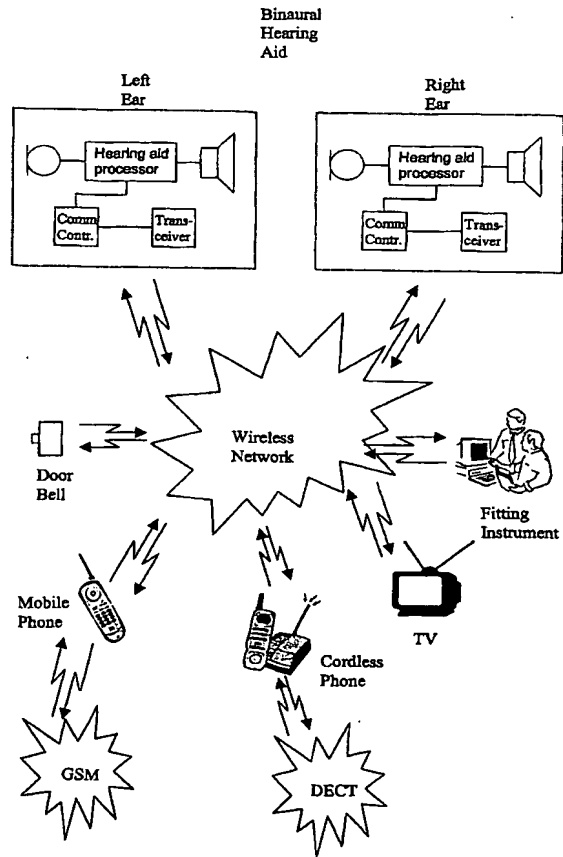 Binaural
Hearing
Aid
Left
Ear
Right
Ear
Hearing aid
processor
Comm
Contr.
Trans-
ceiver
Hearing aid
processor
Comm
Contr.
Trans-
ceiver
Wireless
Network
Door
Bell
Fitting
Instrument
Mobile
Phone
Cordless
Phone
TV
GSM
DECT